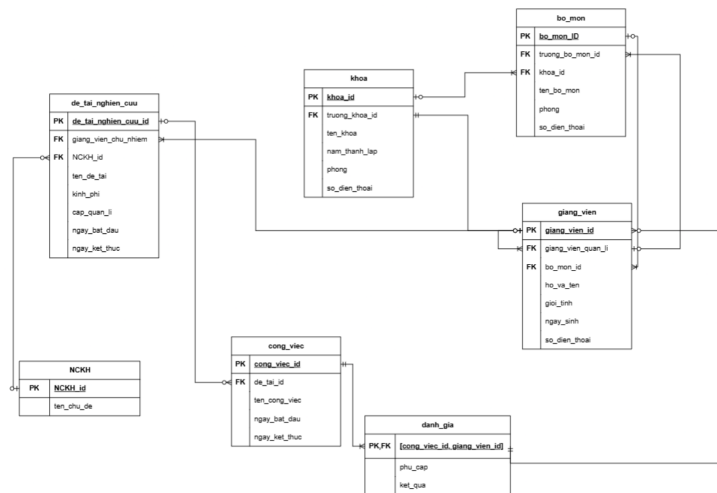 bo_mon
PK bo_mon_ID
FK truong_bo_mon_id
FK khoa_id
ten_bo_mon
phong
so_dien_thoai
khoa
PK khoa_id
FK truong_khoa_id
ten_khoa
nam_thanh_lap
phong
so_dien_thoai
de_tai_nghien_cuu
PK de_tai_nghien_cuu_id
FK giang_vien_chu_nhiem
FK NCKH_id
ten_de_tai
kinh_phi
cap_quan_li
ngay_bat_dau
ngay_ket_thuc
giang_vien
PK giang_vien_id
FK giang_vien_quan_li
FK bo_mon_id
ho_va_ten
gioi_tinh
ngay_sinh
so_dien_thoai
cong_viec
PK cong_viec_id
FK de_tai_id
ten_cong_viec
ngay_bat_dau
ngay_ket_thuc
NCKH
PK NCKH_id
ten_chu_de
danh_gia
PK,FK [cong_viec_id, giang_vien_id]
phu_cap
ket_qua